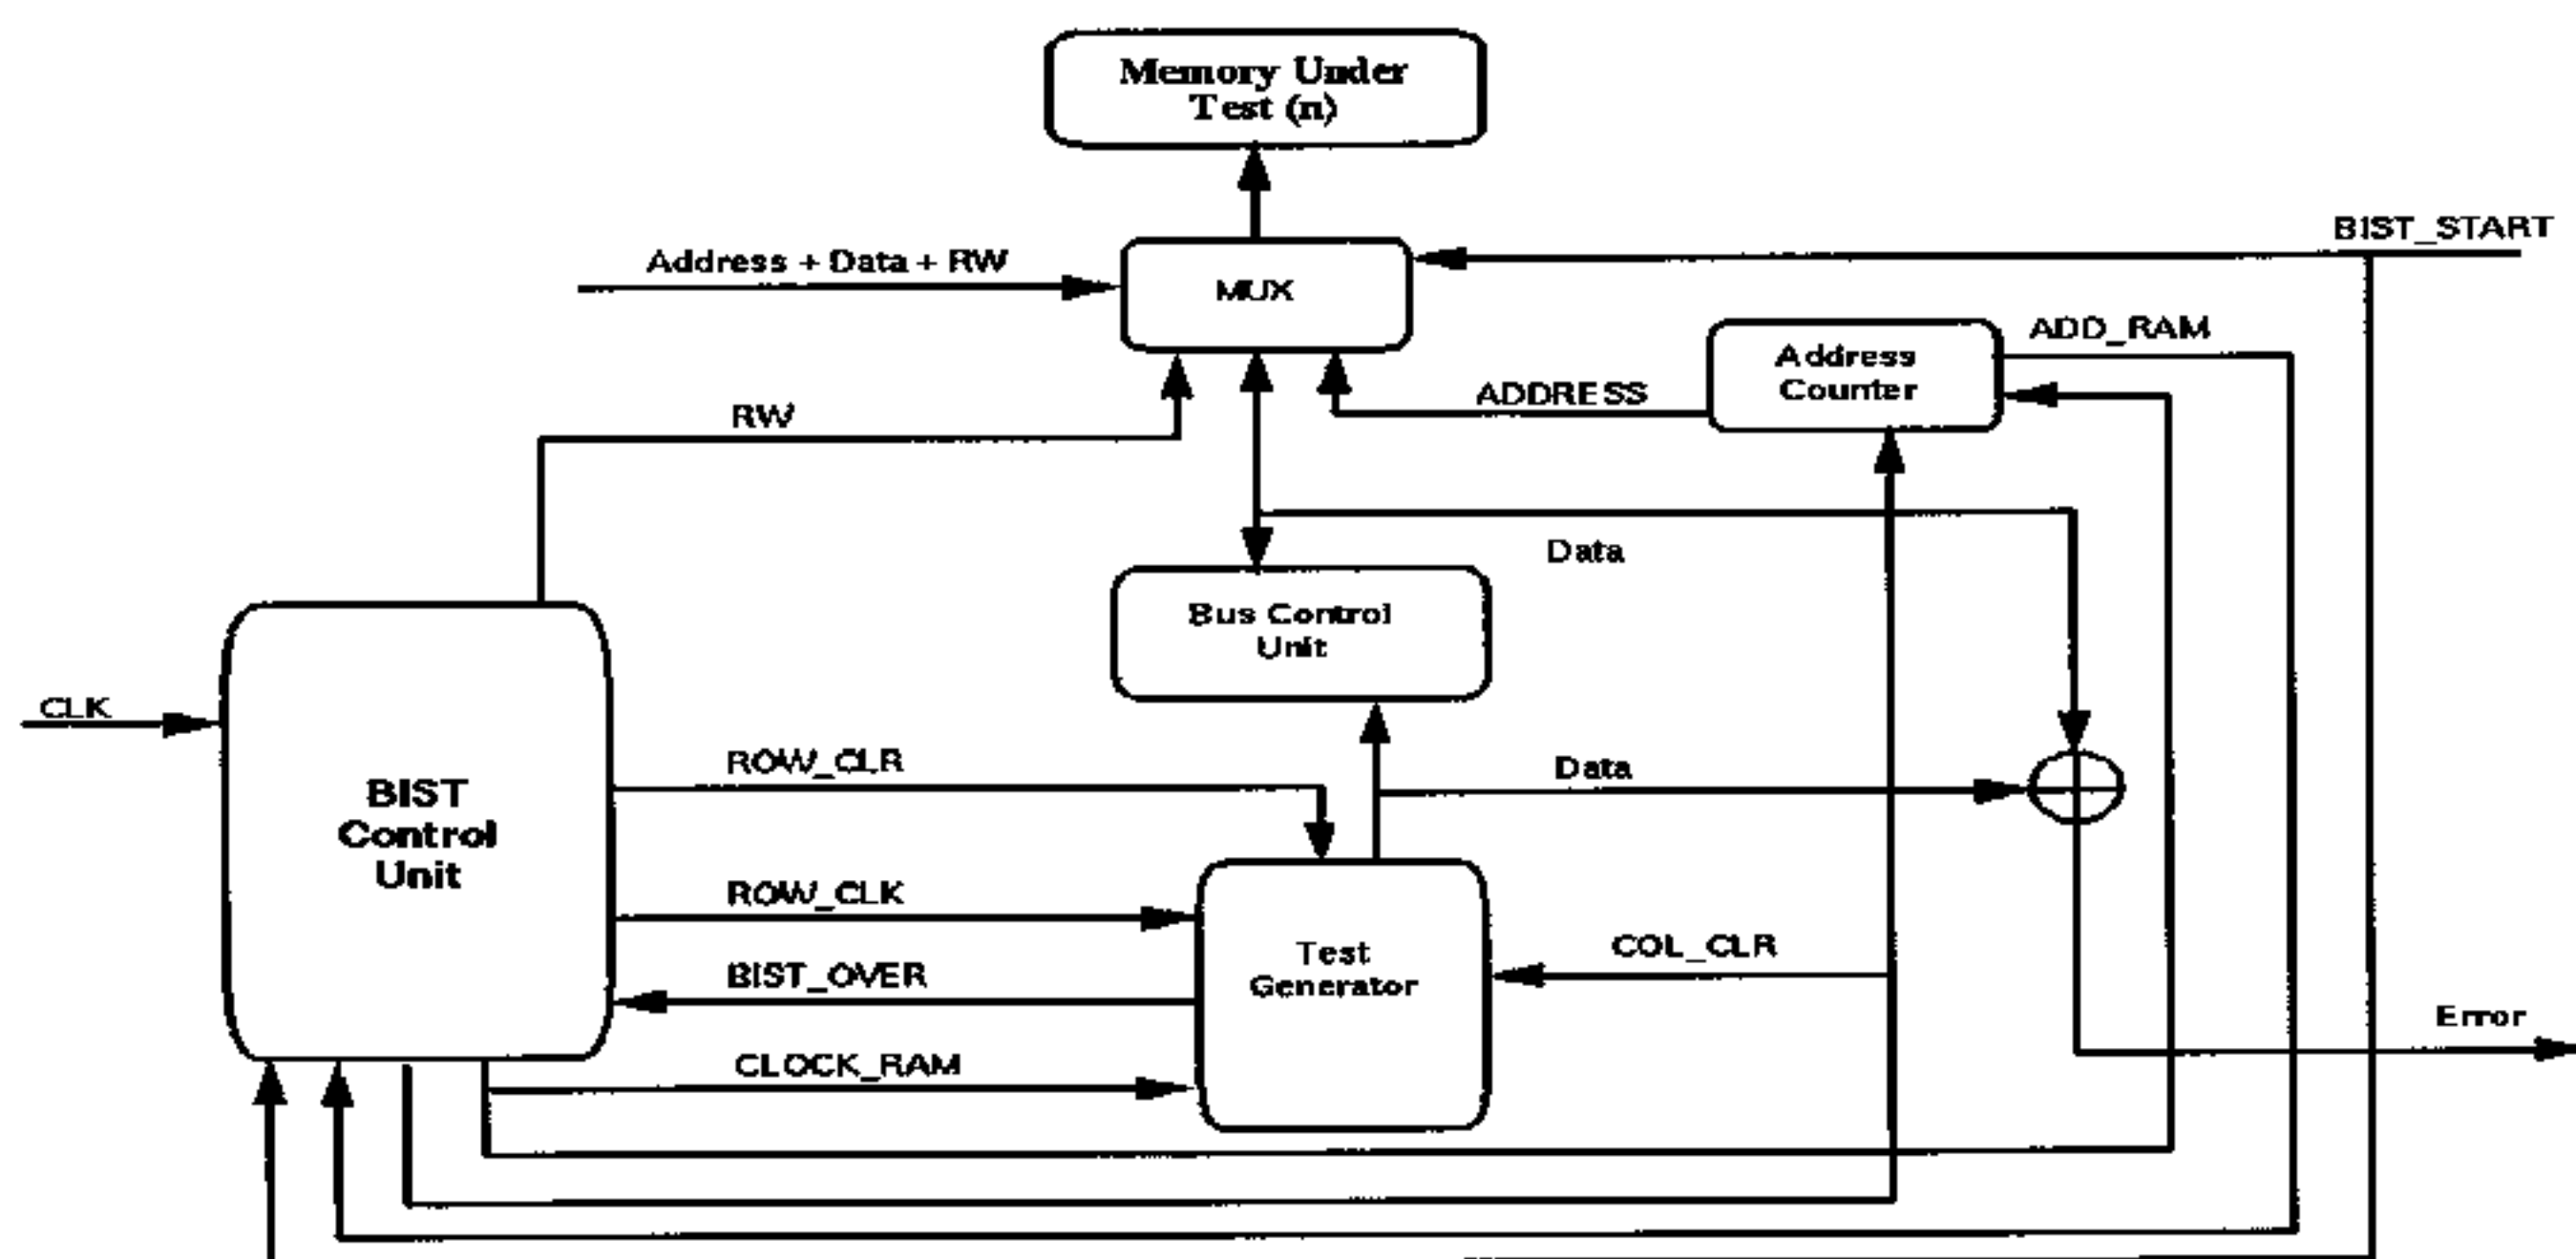 Memory Under
Test (n)
BIST_START
Address + Data + RW
MUX
ADD_RAM
Address
Counter
ADDRESS
RW
Data
Bus Control
Unit
CLK
ROW_CLR
Data
BIST
Control
Unit
ROW_CLK
Test
Generator
COL_CLR
BIST_OVER
Error
CLOCK_RAM